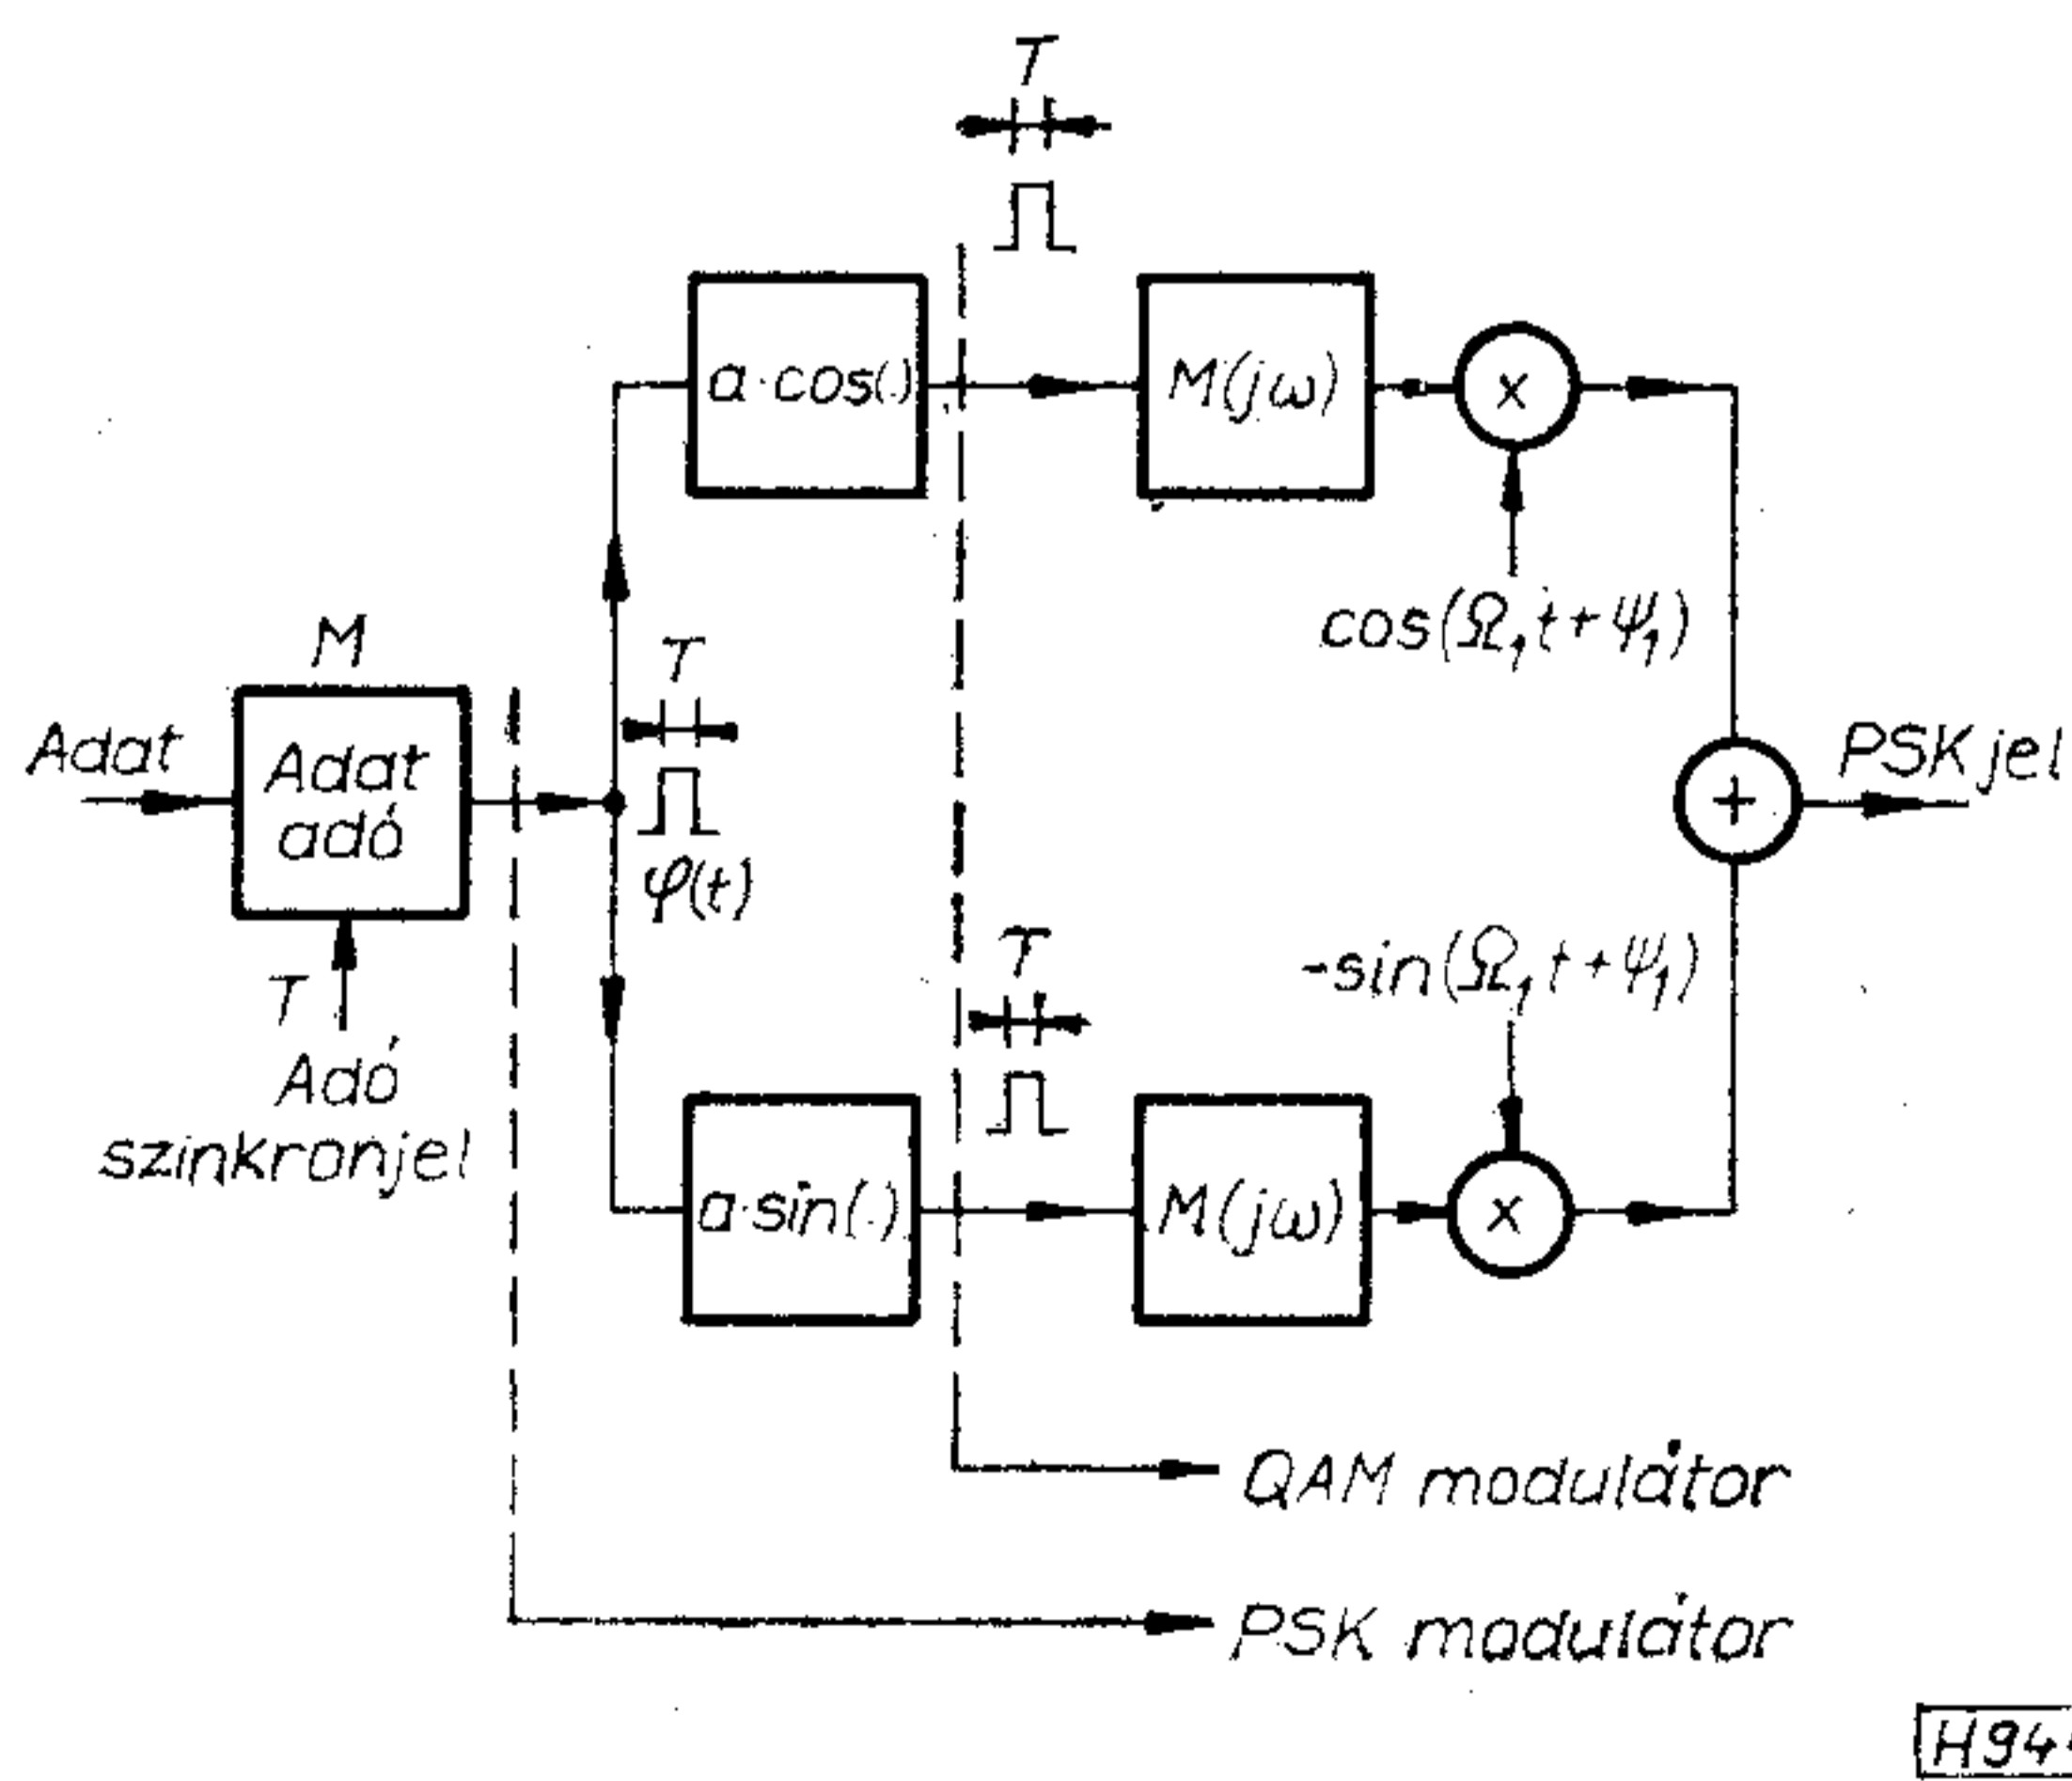 T
a·cos(.)
M(jω)
x
cos(Ω₁t+Ψ₁)
M
T
Adat
Adat
adó
φ(t)
PSK jel
+
T
-sin(Ω₁t+Ψ₁)
T
Adó
szinkronjel
a·sin(.)
M(jω)
x
QAM modulátor
PSK modulátor